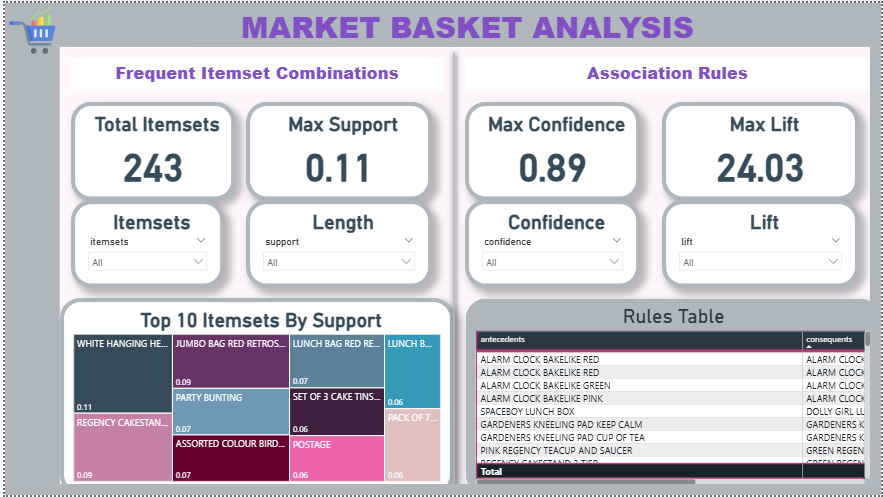 MARKET BASKET ANALYSIS
Frequent Itemset Combinations
Association Rules
Total Itemsets
243
Max Support
0.11
Max Confidence
0.89
Max Lift
24.03
Itemsets
itemsets
All
Length
support
All
Confidence
confidence
All
Lift
lift
All
Top 10 Itemsets By Support
WHITE HANGING HE...
0.11
REGENCY CAKESTAN...
0.09
JUMBO BAG RED RETROS...
0.09
PARTY BUNTING
0.07
ASSORTED COLOUR BIRD...
0.07
LUNCH BAG RED RE...
0.07
SET OF 3 CAKE TINS...
0.06
POSTAGE
0.06
LUNCH B...
0.06
PACK OF 7...
0.06
Rules Table
antecedents consequents
ALARM CLOCK BAKELIKE RED ALARM CLOCK
ALARM CLOCK BAKELIKE RED ALARM CLOCK
ALARM CLOCK BAKELIKE GREEN ALARM CLOCK
ALARM CLOCK BAKELIKE PINK ALARM CLOCK
SPACEBOY LUNCH BOX DOLLY GIRL LU
GARDENERS KNEELING PAD KEEP CALM GARDENERS K
GARDENERS KNEELING PAD CUP OF TEA GARDENERS K
PINK REGENCY TEACUP AND SAUCER GREEN REGEN
REGENCY CAKESTAND 3 TIER GREEN REGEN
Total